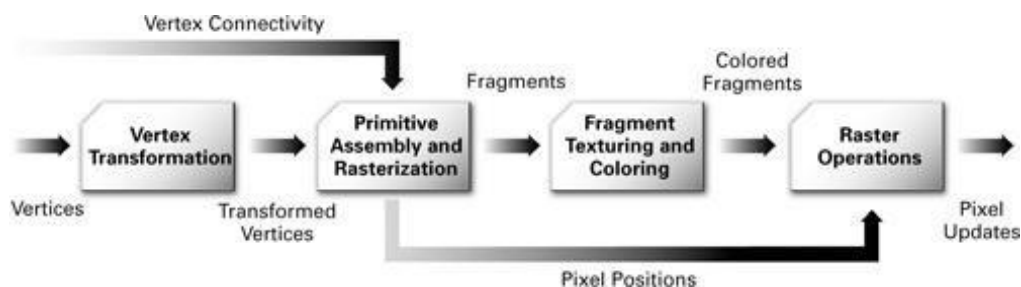 Vertex Connectivity
Vertices
Vertex
Transformation
Transformed
Vertices
Primitive
Assembly and
Rasterization
Fragments
Fragment
Texturing and
Coloring
Colored
Fragments
Raster
Operations
Pixel
Updates
Pixel Positions